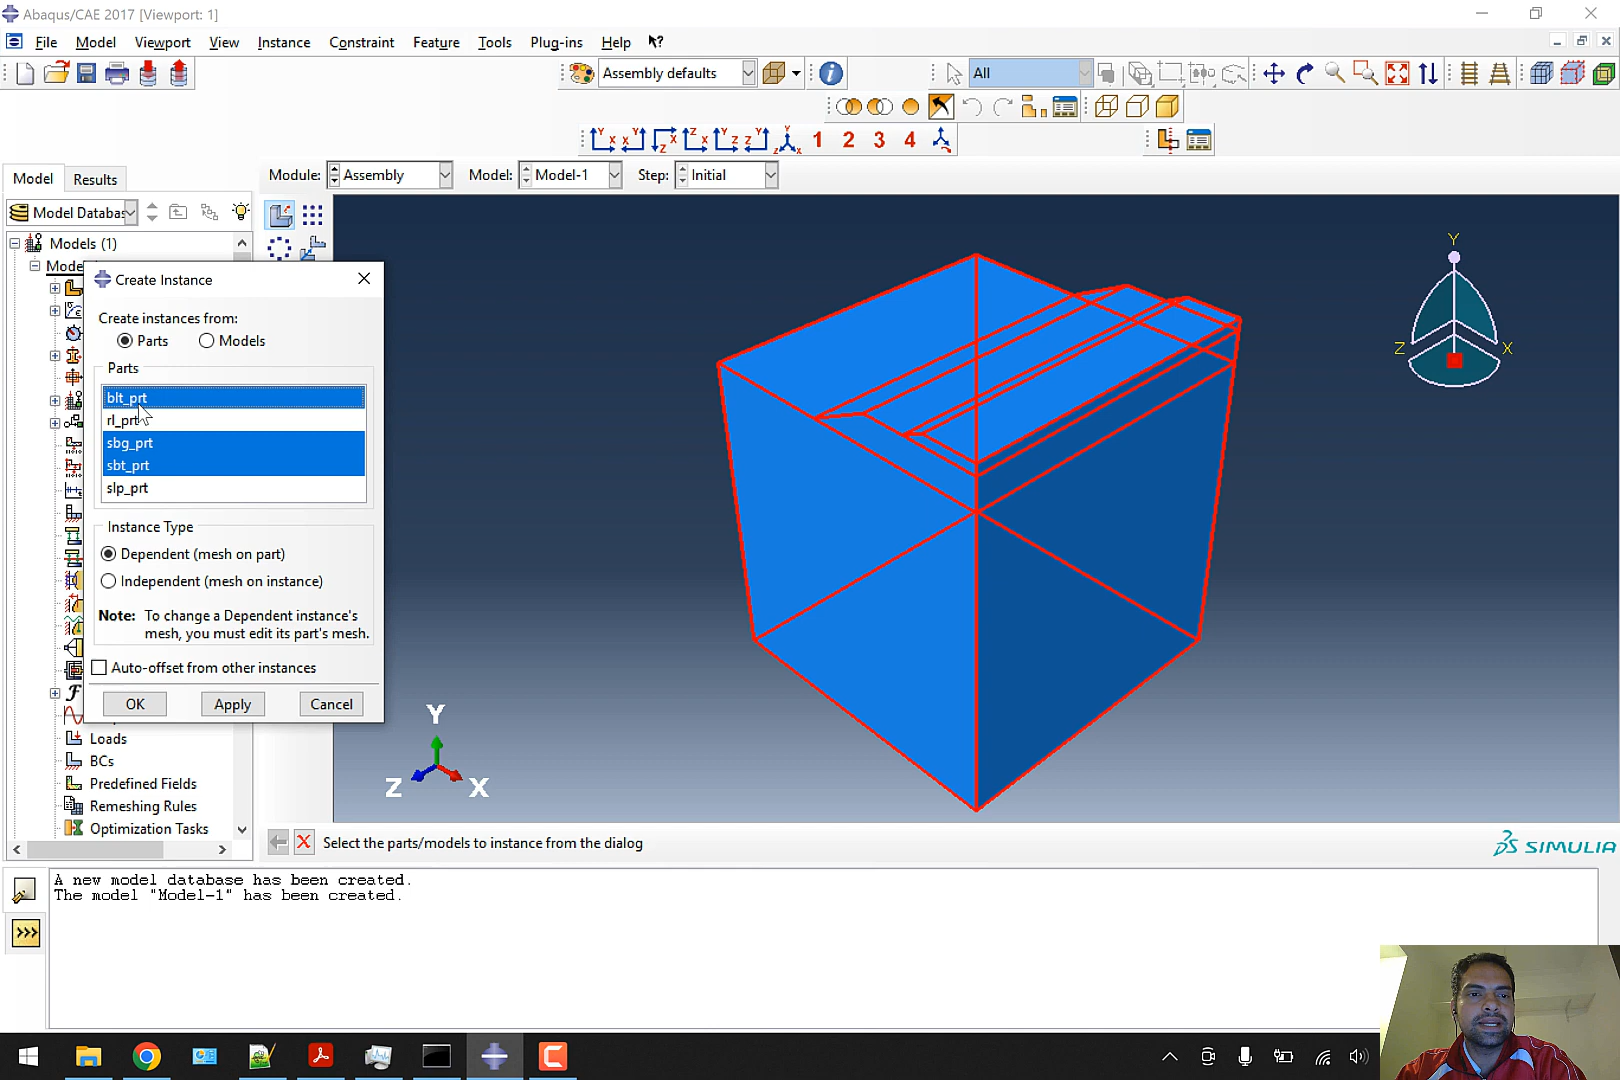 Abaqus/CAE 2017 [Viewport: 1]
File Model Viewport View Instance Constraint Feature Tools Plug-ins Help
Assembly defaults
All
1 2 3 4
Model Results
Module: Assembly Model: Model-1 Step: Initial
Model Databas
Models (1)
Mode
Create Instance
Create instances from:
Parts Models
Parts
blt_prt
rl_prt
sbg_prt
sbt_prt
slp_prt
Instance Type
Dependent (mesh on part)
Independent (mesh on instance)
Note: To change a Dependent instance's
mesh, you must edit its part's mesh.
Auto-offset from other instances
OK Apply Cancel
Loads
BCs
Predefined Fields
Remeshing Rules
Optimization Tasks
Y
Z X
Y
Z X
Select the parts/models to instance from the dialog
SIMULIA
A new model database has been created.
The model "Model-1" has been created.
>>>